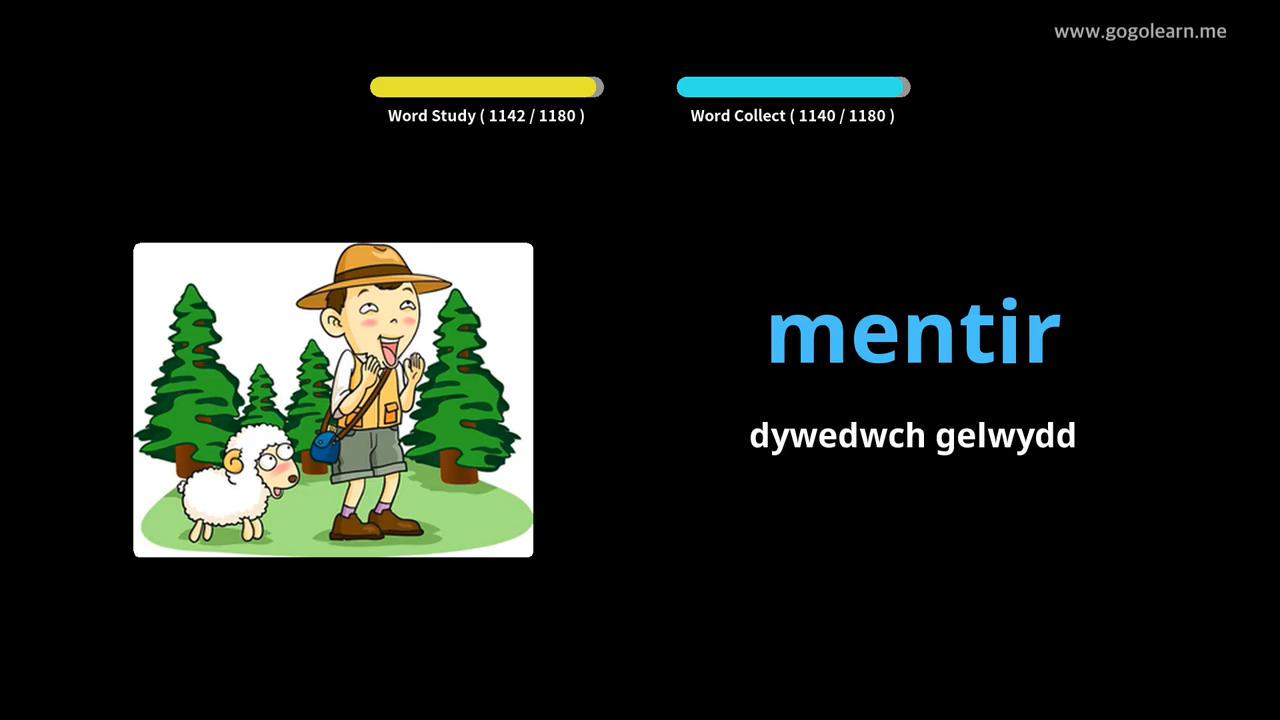 www.gogolearn.me
Word Study ( 1142 / 1180 )
Word Collect ( 1140 / 1180 )
mentir
dywedwch gelwydd